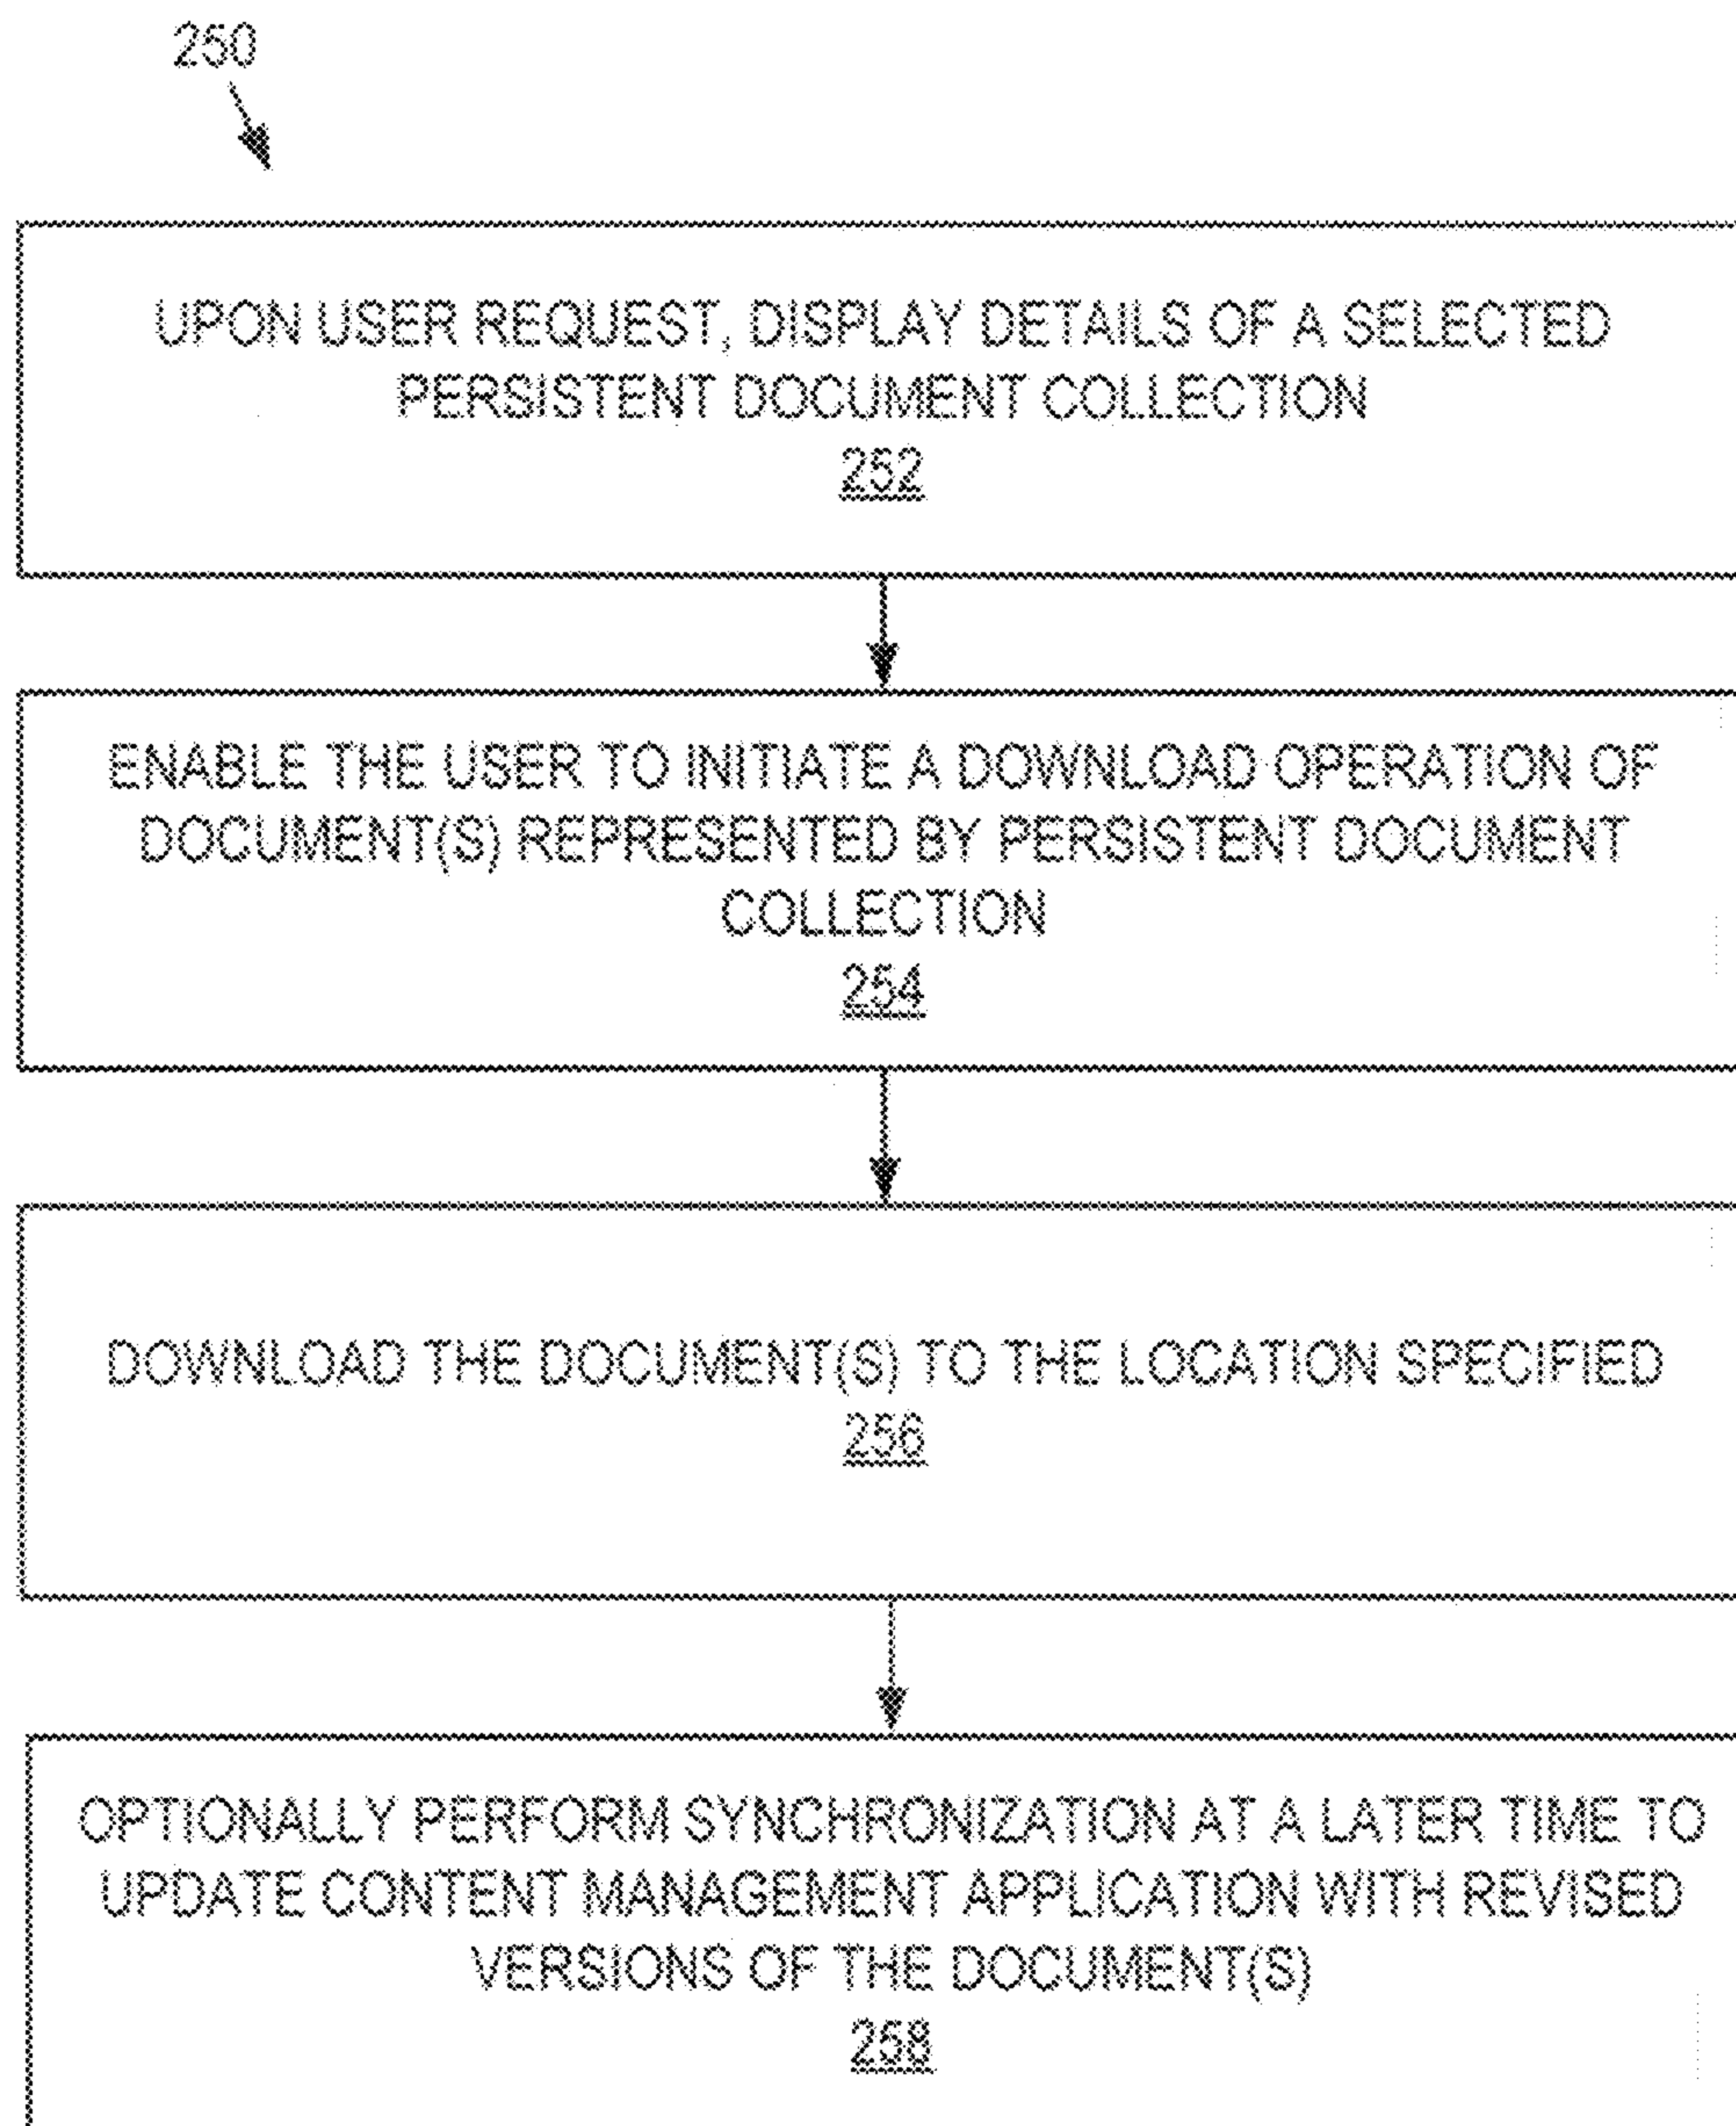 250
UPON USER REQUEST, DISPLAY DETAILS OF A SELECTED
PERSISTENT DOCUMENT COLLECTION
252
ENABLE THE USER TO INITIATE A DOWNLOAD OPERATION OF
DOCUMENT(S) REPRESENTED BY PERSISTENT DOCUMENT
COLLECTION
254
DOWNLOAD THE DOCUMENT(S) TO THE LOCATION SPECIFIED
256
OPTIONALLY PERFORM SYNCHRONIZATION AT A LATER TIME TO
UPDATE CONTENT MANAGEMENT APPLICATION WITH REVISED
VERSIONS OF THE DOCUMENT(S)
258